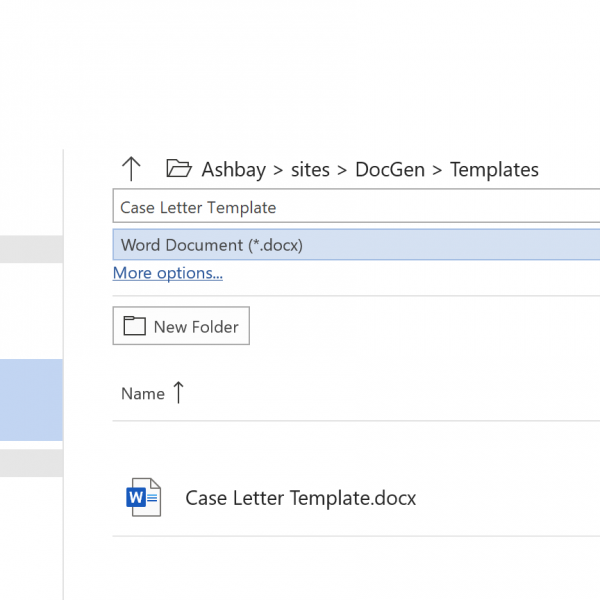 Ashbay > sites > DocGen > Templates
Case Letter Template
Word Document (*.docx)
More options...
New Folder
Name
W
Case Letter Template.docx